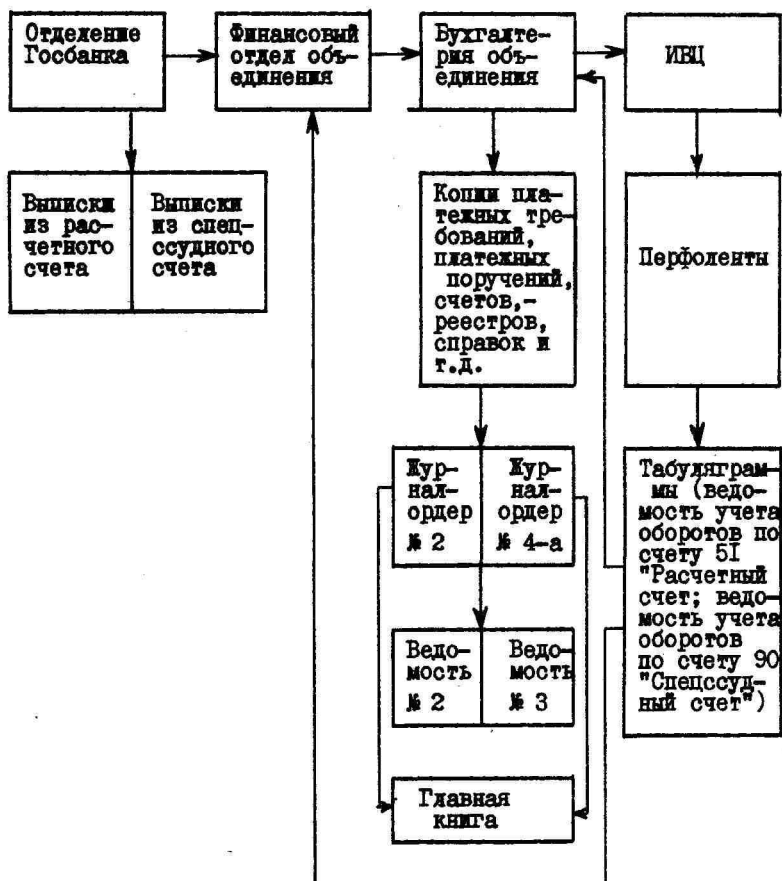 Отделение
Госбанка
Финансовый
отдел объ-
единения
Бухгалте-
рия объ-
единения
ИВЦ
Выписки
из рас-
четного
счета
Выписки
из спец-
ссудного
счета
Копии пла-
тежных тре-
бований,
платежных
поручений,
счетов,-
реестров,
справок и
т.д.
Перфоленты
Жур-
нал-
ордер
№ 2
Жур-
нал-
ордер
№ 4-а
Табуляграм-
мы (ведо-
мость учета
оборотов по
счету 5I
"Расчетный
счет; ведо-
мость учета
оборотов
по счету 90
"Спецссуд-
ный счет")
Ведо-
мость
№ 2
Ведо-
мость
№ 3
Главная
книга